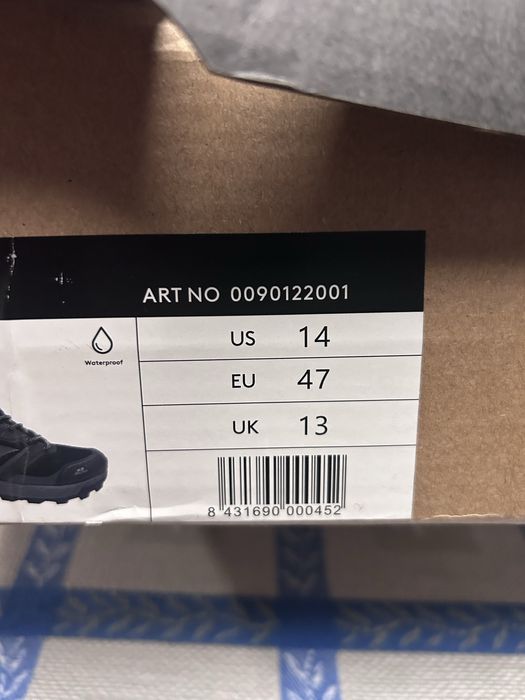 ART NO 0090122001
Waterproof
US 14
EU 47
UK 13
8 431690 000452